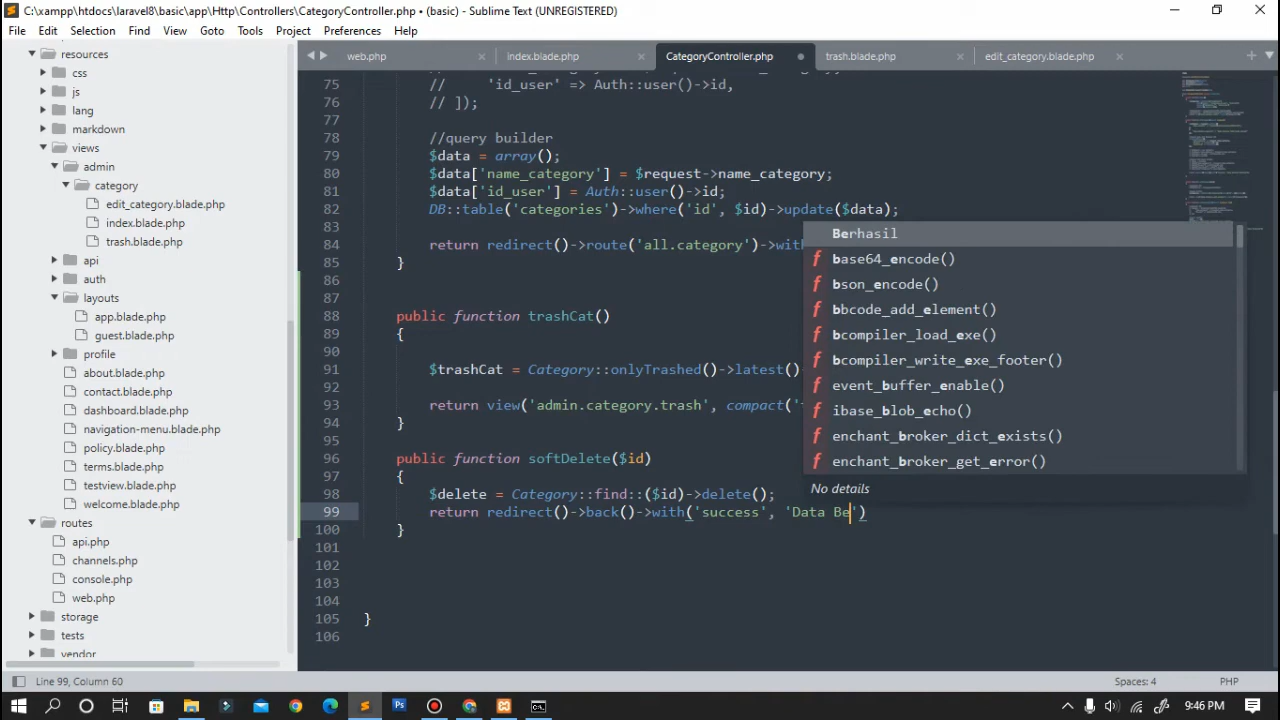 C:\xampp\htdocs\laravel8\basic\app\Http\Controllers\CategoryController.php • (basic) - Sublime Text (UNREGISTERED)
File Edit Selection Find View Goto Tools Project Preferences Help
web.php index.blade.php CategoryController.php trash.blade.php edit_category.blade.php
resources
css
js
lang
markdown
views
admin
category
edit_category.blade.php
index.blade.php
trash.blade.php
api
auth
layouts
app.blade.php
guest.blade.php
profile
about.blade.php
contact.blade.php
dashboard.blade.php
navigation-menu.blade.php
policy.blade.php
terms.blade.php
testview.blade.php
welcome.blade.php
routes
api.php
channels.php
console.php
web.php
storage
tests
vendor
75 // 'id_user' => Auth::user()->id,
76 // ]);
77
78 //query builder
79 $data = array();
80 $data['name_category'] = $request->name_category;
81 $data['id_user'] = Auth::user()->id;
82 DB::table('categories')->where('id', $id)->update($data);
83
84 return redirect()->route('all.category')->with
85 }
86
87
88 public function trashCat()
89 {
90
91 $trashCat = Category::onlyTrashed()->latest()
92
93 return view('admin.category.trash', compact('
94 }
95
96 public function softDelete($id)
97 {
98 $delete = Category::find::($id)->delete();
99 return redirect()->back()->with('success', 'Data Be')
100 }
101
102
103
104
105 }
106
Berhasil
f base64_encode()
f bson_encode()
f bbcode_add_element()
f bcompiler_load_exe()
f bcompiler_write_exe_footer()
f event_buffer_enable()
f ibase_blob_echo()
f enchant_broker_dict_exists()
f enchant_broker_get_error()
No details
Line 99, Column 60 Spaces: 4 PHP
9:46 PM